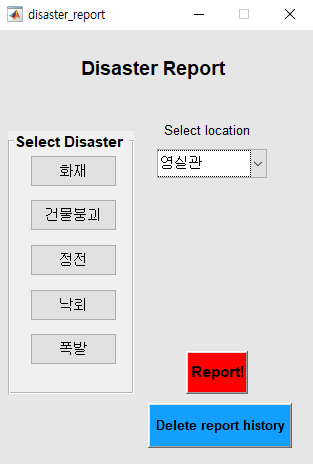 disaster_report
Disaster Report
Select Disaster
화재
건물붕괴
정전
낙뢰
폭발
Select location
영실관
Report!
Delete report history